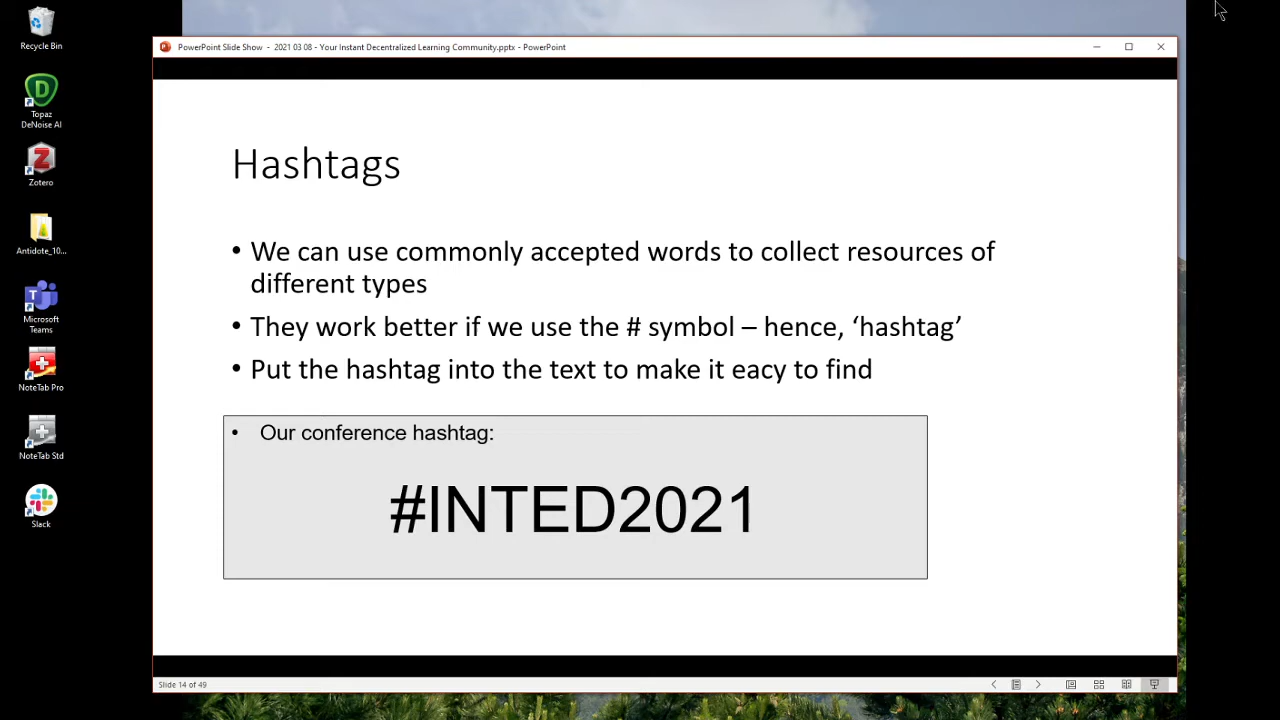 Recycle Bin
Topaz
DeNoise AI
Zotero
Antidote_10...
Microsoft
Teams
NoteTab Pro
NoteTab Std
Slack
PowerPoint Slide Show - 2021 03 08 - Your Instant Decentralized Learning Community.pptx - PowerPoint
Hashtags
• We can use commonly accepted words to collect resources of
different types
• They work better if we use the # symbol – hence, ‘hashtag’
• Put the hashtag into the text to make it eacy to find
• Our conference hashtag:
#INTED2021
Slide 14 of 49